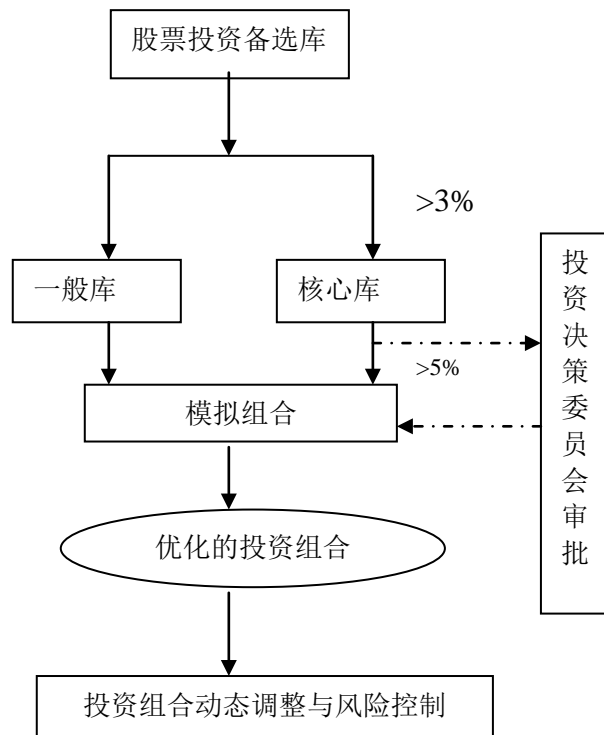 股票投资备选库
>3%
一般库
核心库
投资决策委员会审批
>5%
模拟组合
优化的投资组合
投资组合动态调整与风险控制